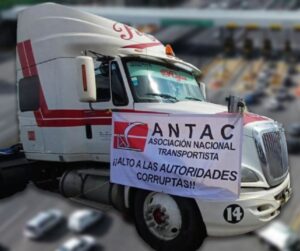 ANTAC
ASOCIACIÓN NACIONAL
TRANSPORTISTA
¡¡ALTO A LAS AUTORIDADES
CORRUPTAS!!
14